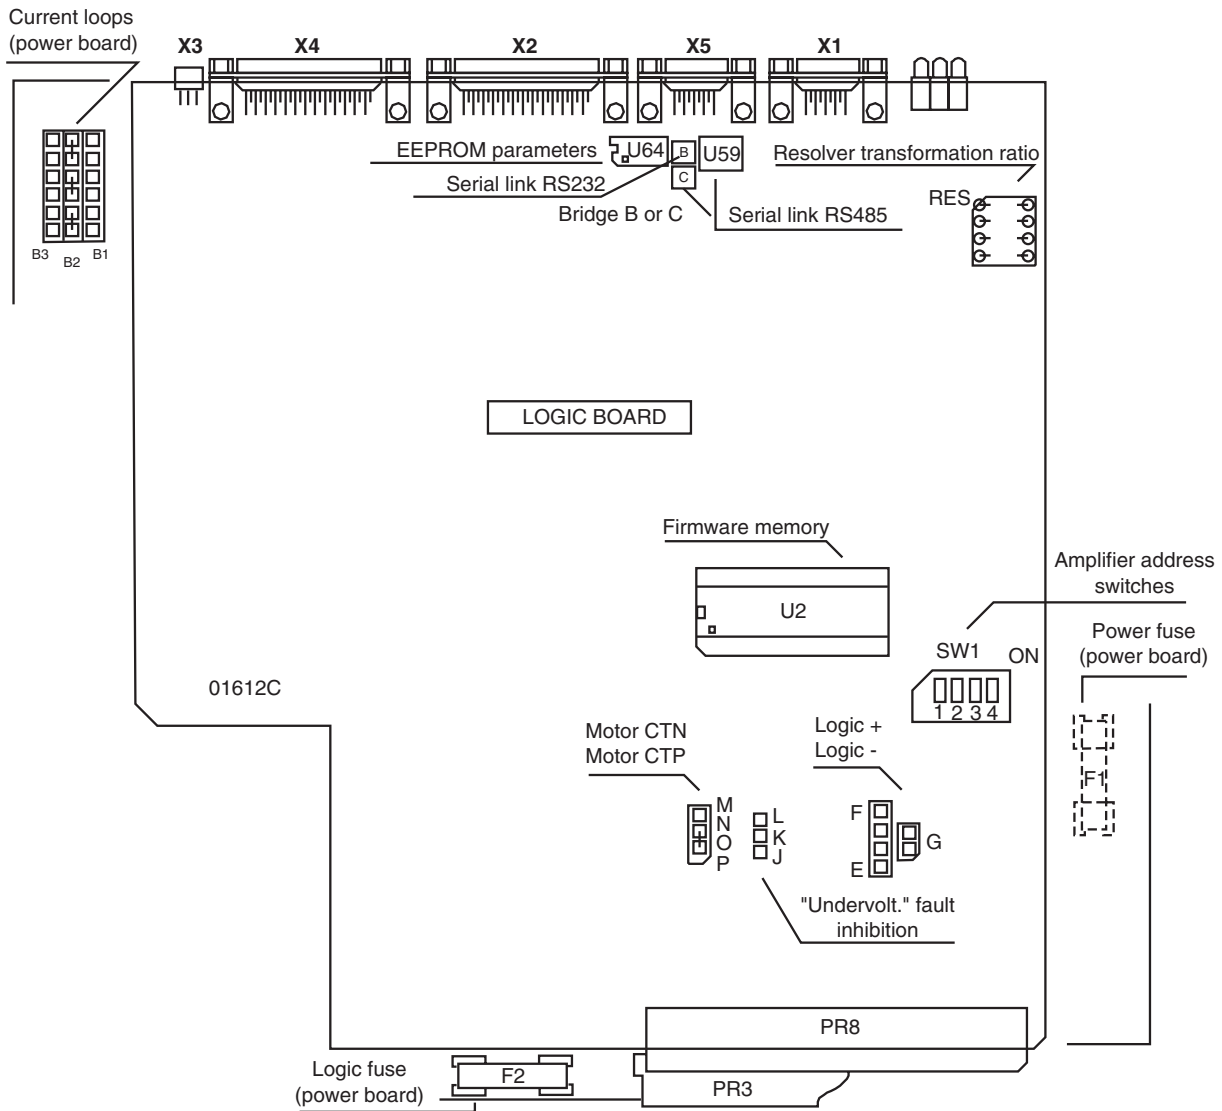 Current loops
(power board)
X3 X4 X2 X5 X1
EEPROM parameters
U64
B
U59
Resolver transformation ratio
C
Serial link RS232
RES
Bridge B or C
Serial link RS485
B3 B2 B1
LOGIC BOARD
Firmware memory
Amplifier address
switches
U2
Power fuse
(power board)
SW1
ON
01612C
1 2 3 4
Motor CTN
Motor CTP
Logic +
Logic -
F1
M
N
O
P
L
K
J
F
G
E
"Undervolt." fault
inhibition
PR8
Logic fuse
(power board)
F2
PR3